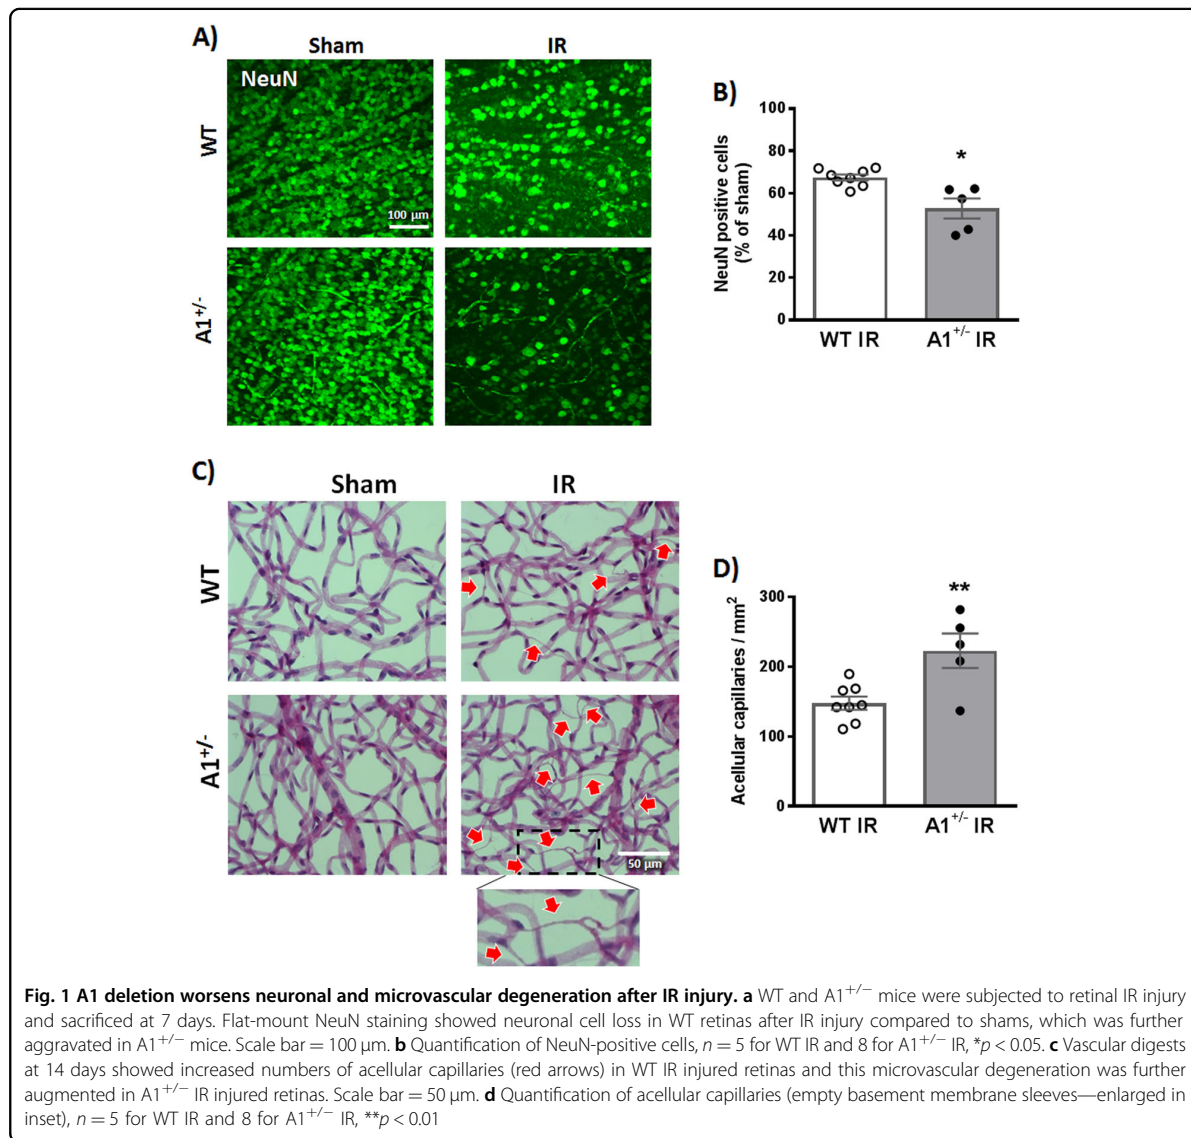 A)
Sham
IR
NeuN
WT
100 µm
A1+/-
B)
NeuN positive cells
(% of sham)
100
80
60
40
20
0
*
WT IR
A1+/- IR
C)
Sham
IR
WT
A1+/-
50 µm
D)
Acellular capillaries / mm2
300
200
100
0
**
WT IR
A1+/- IR
Fig. 1 A1 deletion worsens neuronal and microvascular degeneration after IR injury. a WT and A1+/− mice were subjected to retinal IR injury
and sacrificed at 7 days. Flat-mount NeuN staining showed neuronal cell loss in WT retinas after IR injury compared to shams, which was further
aggravated in A1+/− mice. Scale bar = 100 µm. b Quantification of NeuN-positive cells, n = 5 for WT IR and 8 for A1+/− IR, *p < 0.05. c Vascular digests
at 14 days showed increased numbers of acellular capillaries (red arrows) in WT IR injured retinas and this microvascular degeneration was further
augmented in A1+/− IR injured retinas. Scale bar = 50 µm. d Quantification of acellular capillaries (empty basement membrane sleeves—enlarged in
inset), n = 5 for WT IR and 8 for A1+/− IR, **p < 0.01